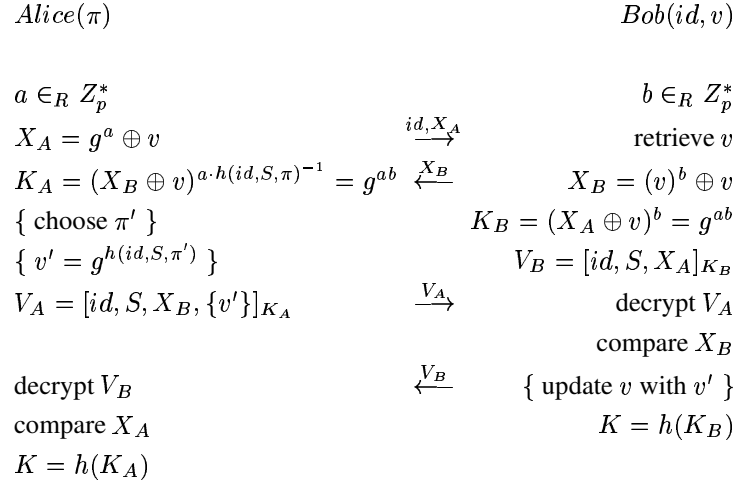 Alice(π) Bob(id, v)
a ∈_R Z_p^* b ∈_R Z_p^*
X_A = g^a ⊕ v id, X_A ⟶ retrieve v
K_A = (X_B ⊕ v)^{a·h(id,S,π)^{-1}} = g^{ab} X_B ⟵ X_B = (v)^b ⊕ v
{ choose π′ } K_B = (X_A ⊕ v)^b = g^{ab}
{ v′ = g^{h(id,S,π′)} } V_B = [id, S, X_A]_{K_B}
V_A = [id, S, X_B, {v′}]_{K_A} V_A ⟶ decrypt V_A
compare X_B
decrypt V_B V_B ⟵ { update v with v′ }
compare X_A K = h(K_B)
K = h(K_A)